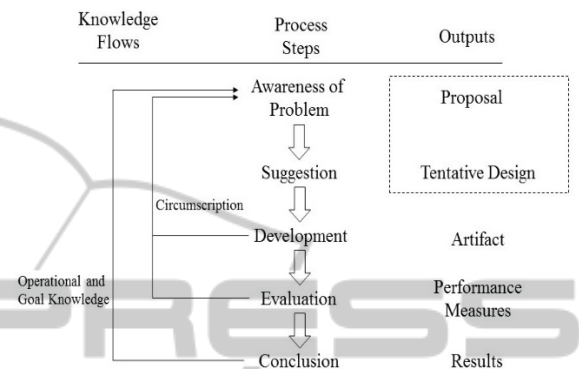 Knowledge
Flows
Process
Steps
Outputs
Awareness of
Problem
Proposal
Suggestion
Tentative Design
Circumscription
Development
Artifact
Operational and
Goal Knowledge
Evaluation
Performance
Measures
Conclusion
Results
PRESS